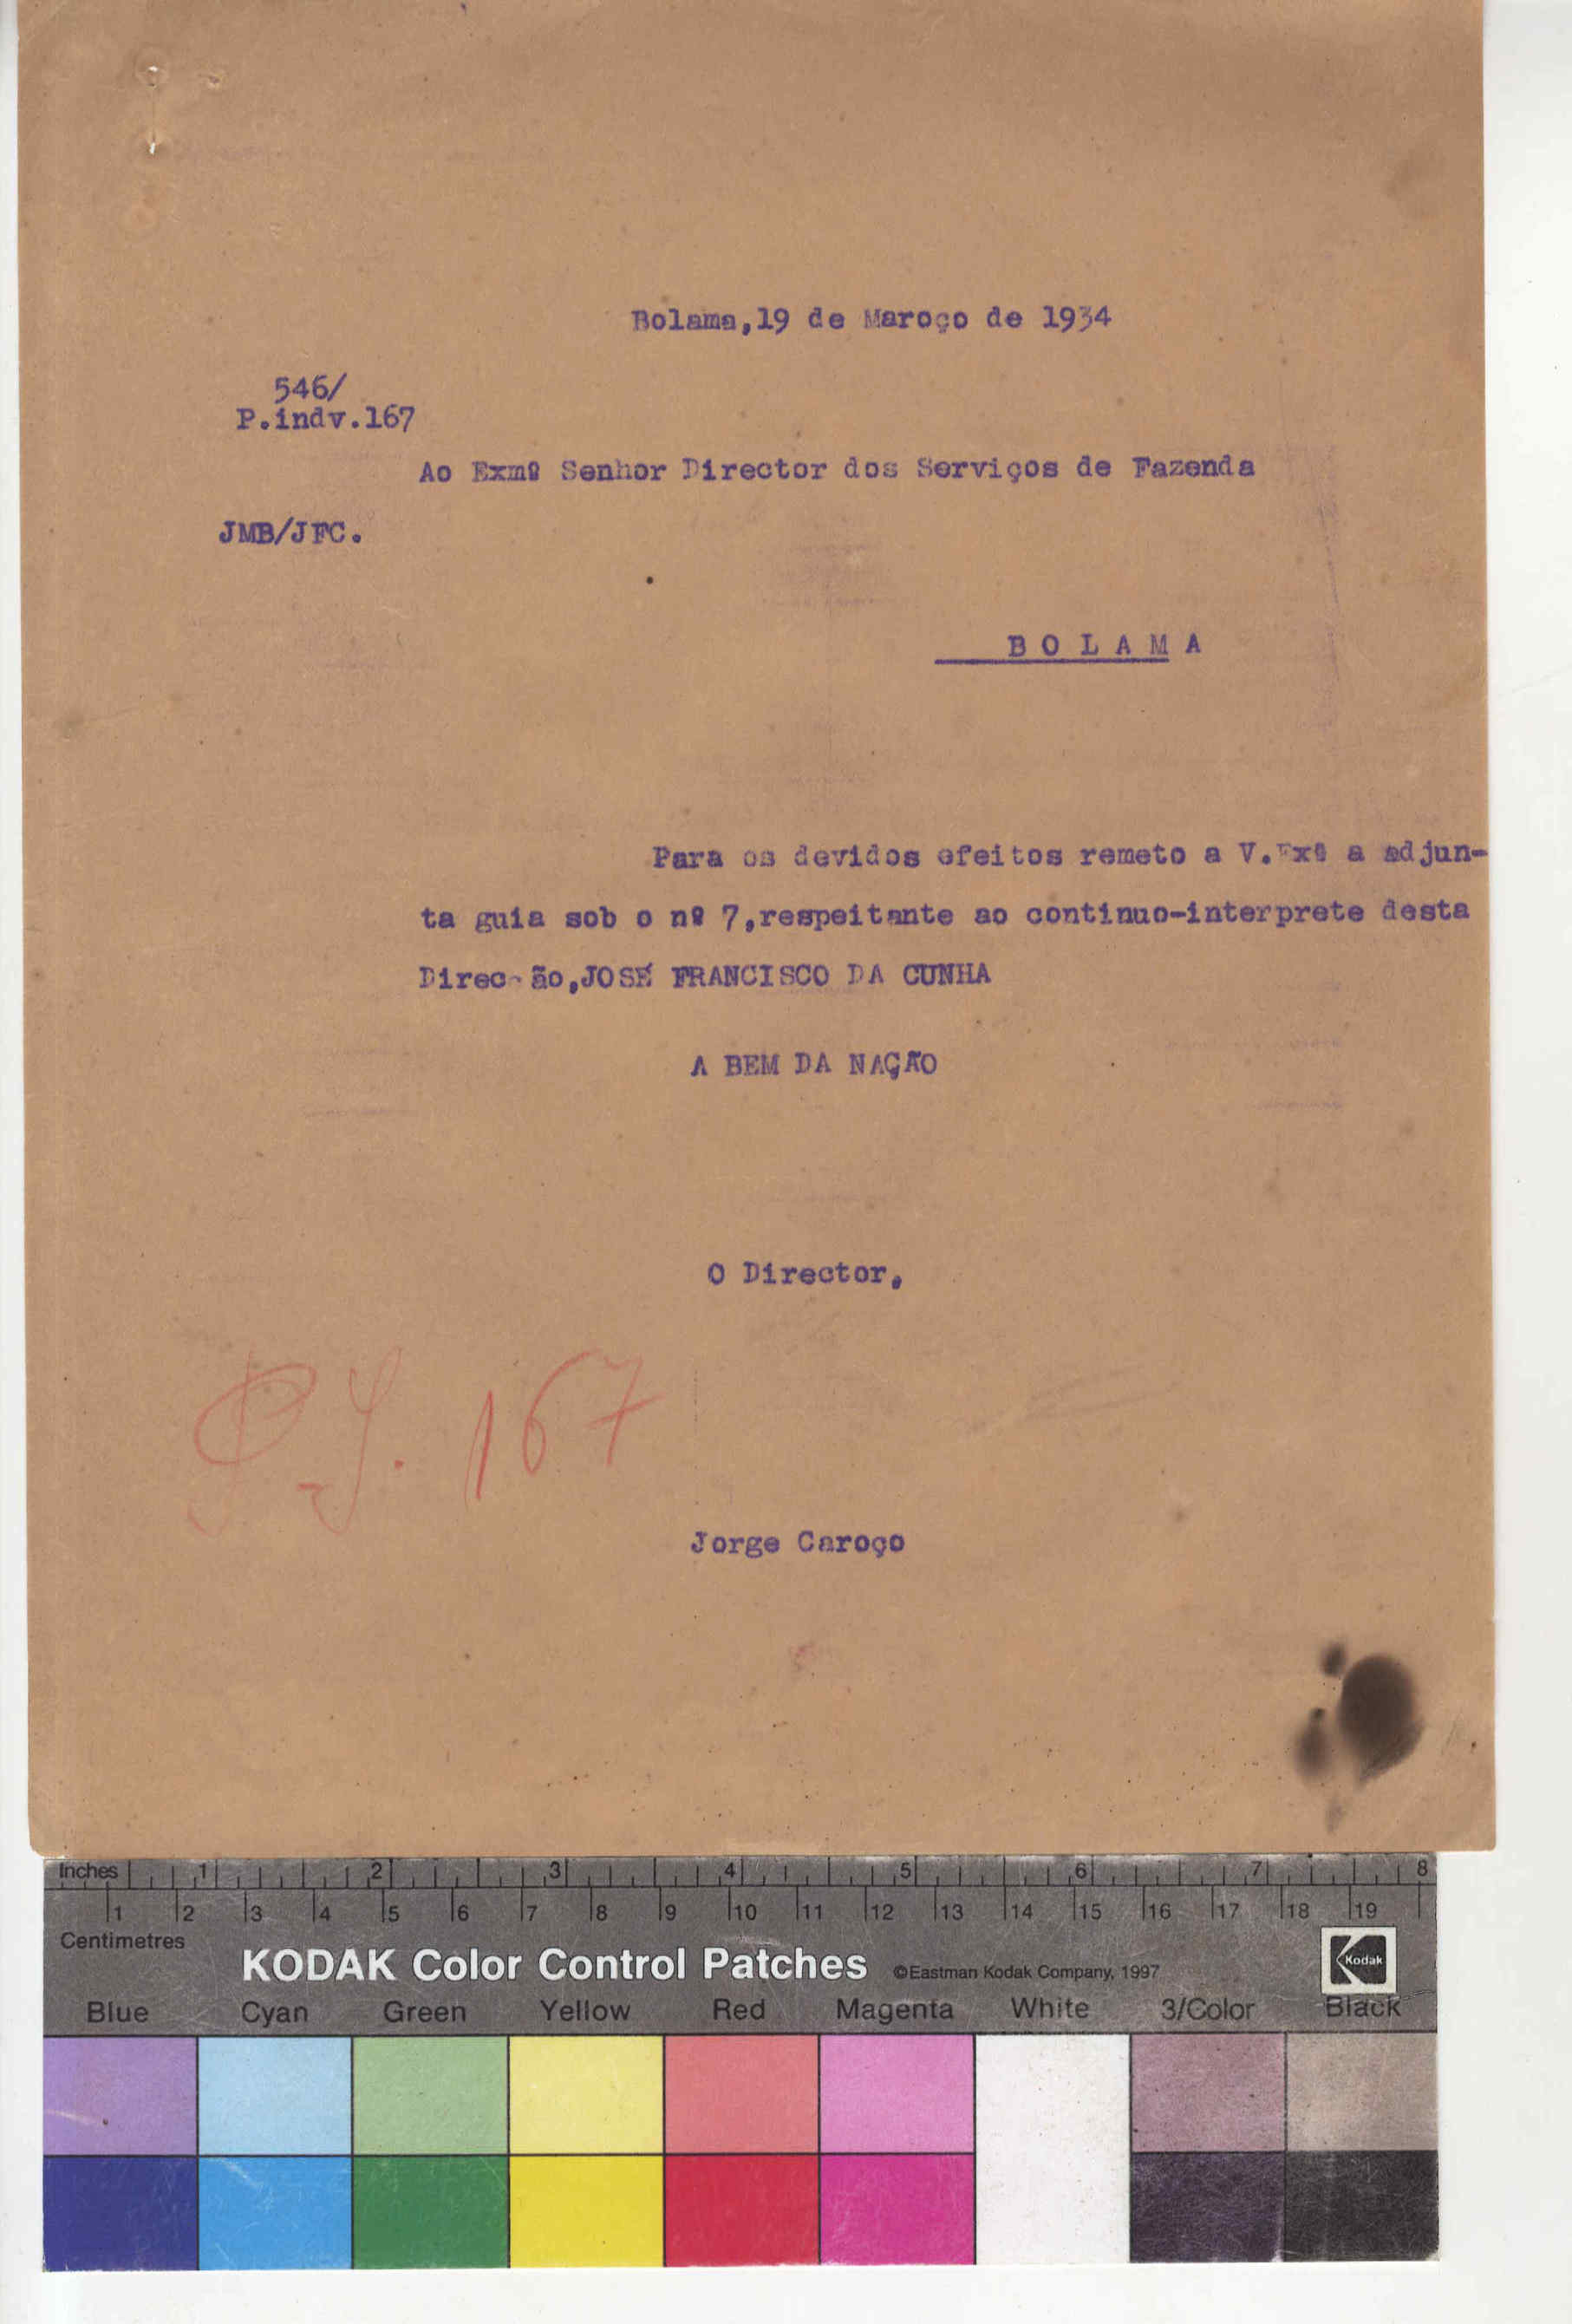 Bolama,19 de Maroço de 1934
546/
P.indv.167
Ao Exmº Senhor Director dos Serviços de Fazenda
JMB/JFC.
B O L A M A
Para os devidos efeitos remeto a V.Exª a adjun-
ta guia sob o nº 7,respeitante ao continuo-interprete desta
Direc ão,JOSÉ FRANCISCO DA CUNHA
A BEM DA NAÇÃO
O Director,
P.I. 167
Jorge Caroço
Inches 1 2 3 4 5 6 7 8
1 2 3 4 5 6 7 8 9 10 11 12 13 14 15 16 17 18 19
Centimetres
KODAK Color Control Patches ©Eastman Kodak Company, 1997 Kodak
Blue Cyan Green Yellow Red Magenta White 3/Color Black